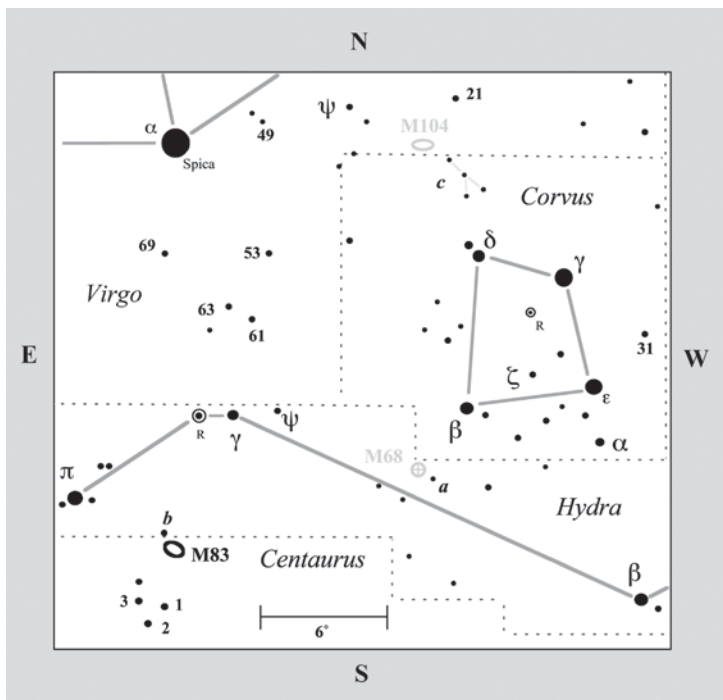 N
21
ψ
α
49
M104
Spica
c
Corvus
δ
69
53
γ
Virgo
63
R
61
E
31
W
ζ
ε
ψ
β
R
γ
α
M68
π
a
Hydra
b
M83
Centaurus
β
3
1
2
6°
S